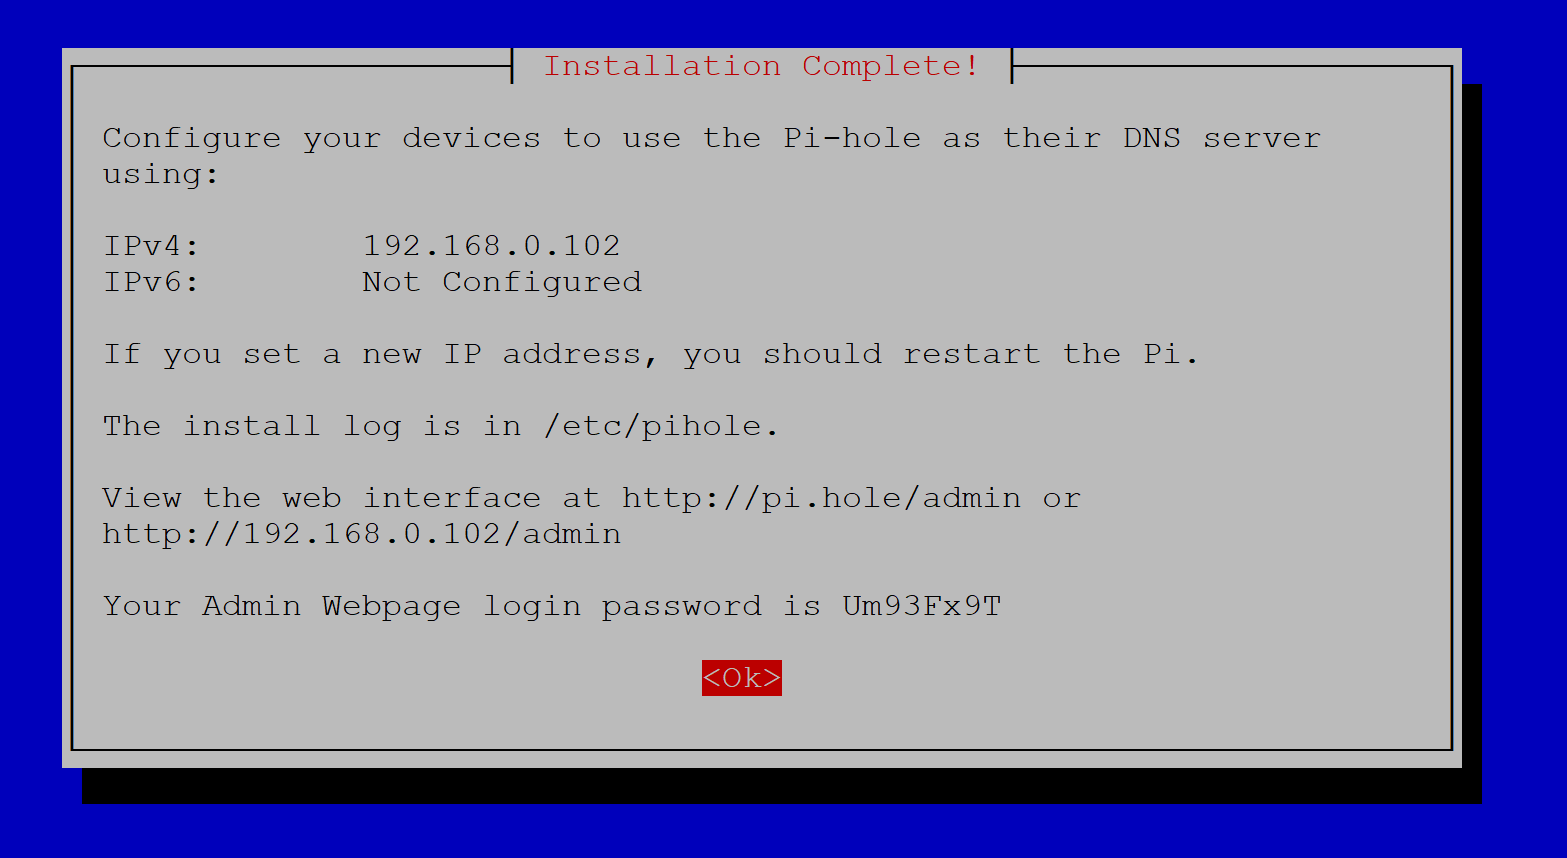 Installation Complete!
Configure your devices to use the Pi-hole as their DNS server
using:
IPv4: 192.168.0.102
IPv6: Not Configured
If you set a new IP address, you should restart the Pi.
The install log is in /etc/pihole.
View the web interface at http://pi.hole/admin or
http://192.168.0.102/admin
Your Admin Webpage login password is Um93Fx9T
<Ok>